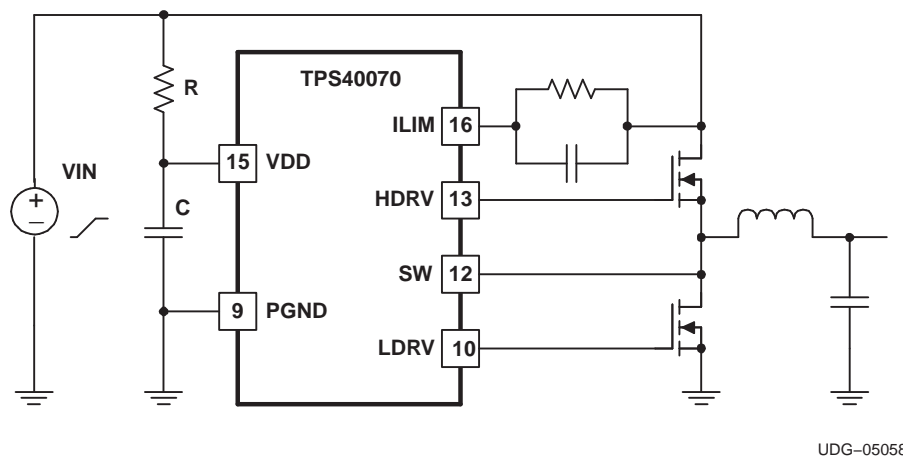 TPS40070
R
ILIM 16
15 VDD
VIN
+
−
HDRV 13
C
SW 12
9 PGND
LDRV 10
UDG−05058